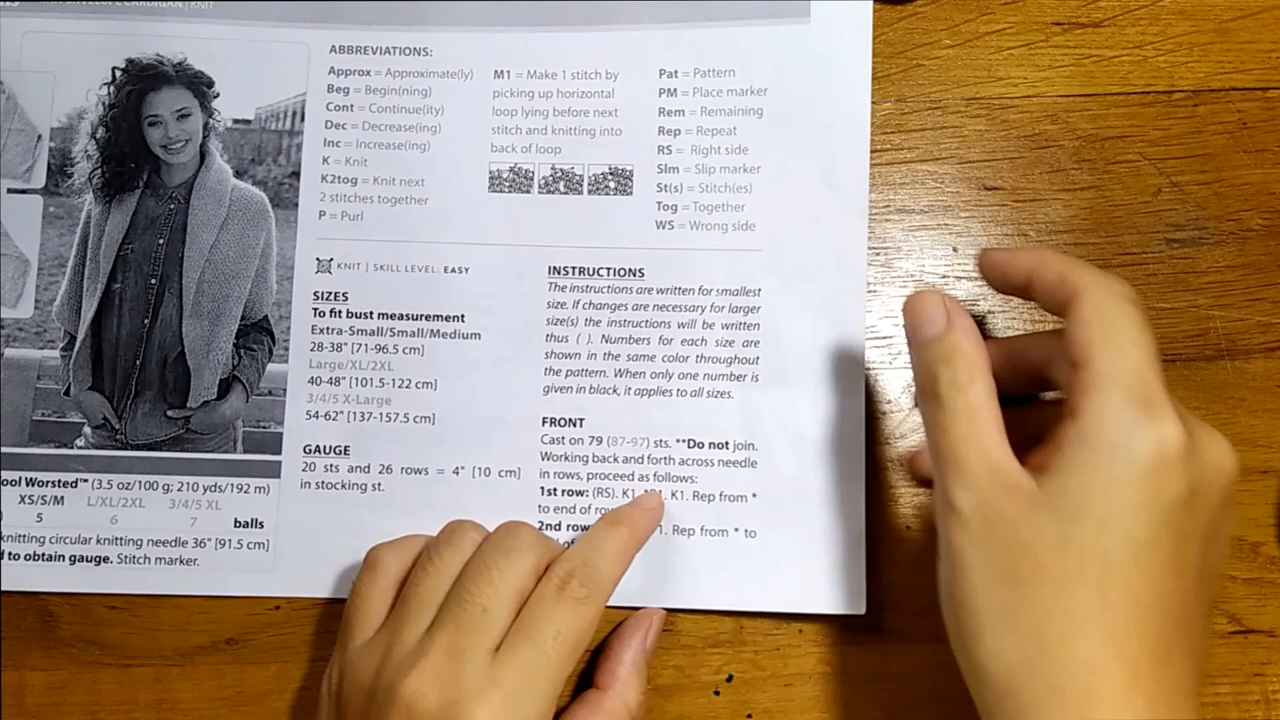 CARDIGAN | KNIT
ABBREVIATIONS:
Approx = Approximate(ly)
Beg = Begin(ning)
Cont = Continue(ity)
Dec = Decrease(ing)
Inc = Increase(ing)
K = Knit
K2tog = Knit next
2 stitches together
P = Purl
M1 = Make 1 stitch by
picking up horizontal
loop lying before next
stitch and knitting into
back of loop
Pat = Pattern
PM = Place marker
Rem = Remaining
Rep = Repeat
RS = Right side
Slm = Slip marker
St(s) = Stitch(es)
Tog = Together
WS = Wrong side
KNIT | SKILL LEVEL: EASY
SIZES
To fit bust measurement
Extra-Small/Small/Medium
28-38" [71-96.5 cm]
Large/XL/2XL
40-48" [101.5-122 cm]
3/4/5 X-Large
54-62" [137-157.5 cm]
GAUGE
20 sts and 26 rows = 4" [10 cm]
in stocking st.
INSTRUCTIONS
The instructions are written for smallest
size. If changes are necessary for larger
size(s) the instructions will be written
thus ( ). Numbers for each size are
shown in the same color throughout
the pattern. When only one number is
given in black, it applies to all sizes.
FRONT
Cast on 79 (87-97) sts. **Do not join.
Working back and forth across needle
in rows, proceed as follows:
1st row: (RS). K1. K1. Rep from *
to end of
2nd 1. Rep from * to
Worsted™ (3.5 oz/100 g; 210 yds/192 m)
XS/S/M L/XL/2XL 3/4/5 XL
5 6 7 balls
knitting circular knitting needle 36" [91.5 cm]
to obtain gauge. Stitch marker.